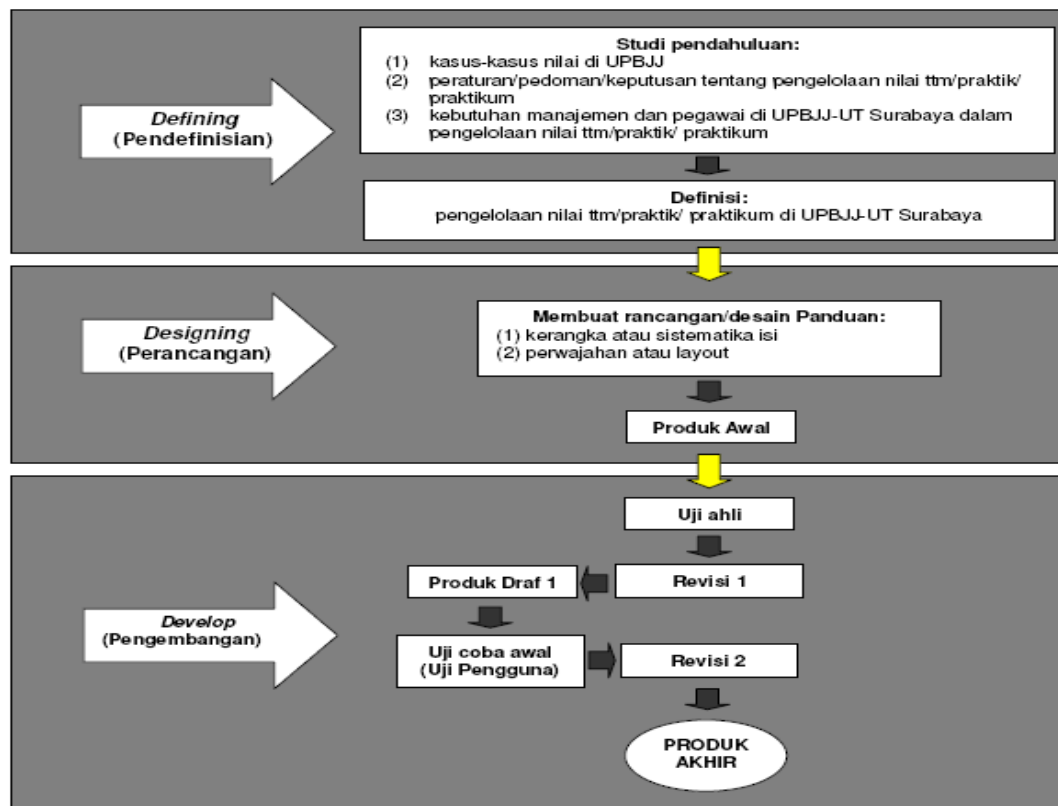 Defining
(Pendefinisian)
Studi pendahuluan:
(1) kasus-kasus nilai di UPBJJ
(2) peraturan/pedoman/keputusan tentang pengelolaan nilai ttm/praktik/
praktikum
(3) kebutuhan manajemen dan pegawai di UPBJJ-UT Surabaya dalam
pengelolaan nilai ttm/praktik/ praktikum
Definisi:
pengelolaan nilai ttm/praktik/ praktikum di UPBJJ-UT Surabaya
Designing
(Perancangan)
Membuat rancangan/desain Panduan:
(1) kerangka atau sistematika isi
(2) perwajahan atau layout
Produk Awal
Develop
(Pengembangan)
Uji ahli
Revisi 1
Produk Draf 1
Uji coba awal
(Uji Pengguna)
Revisi 2
PRODUK
AKHIR